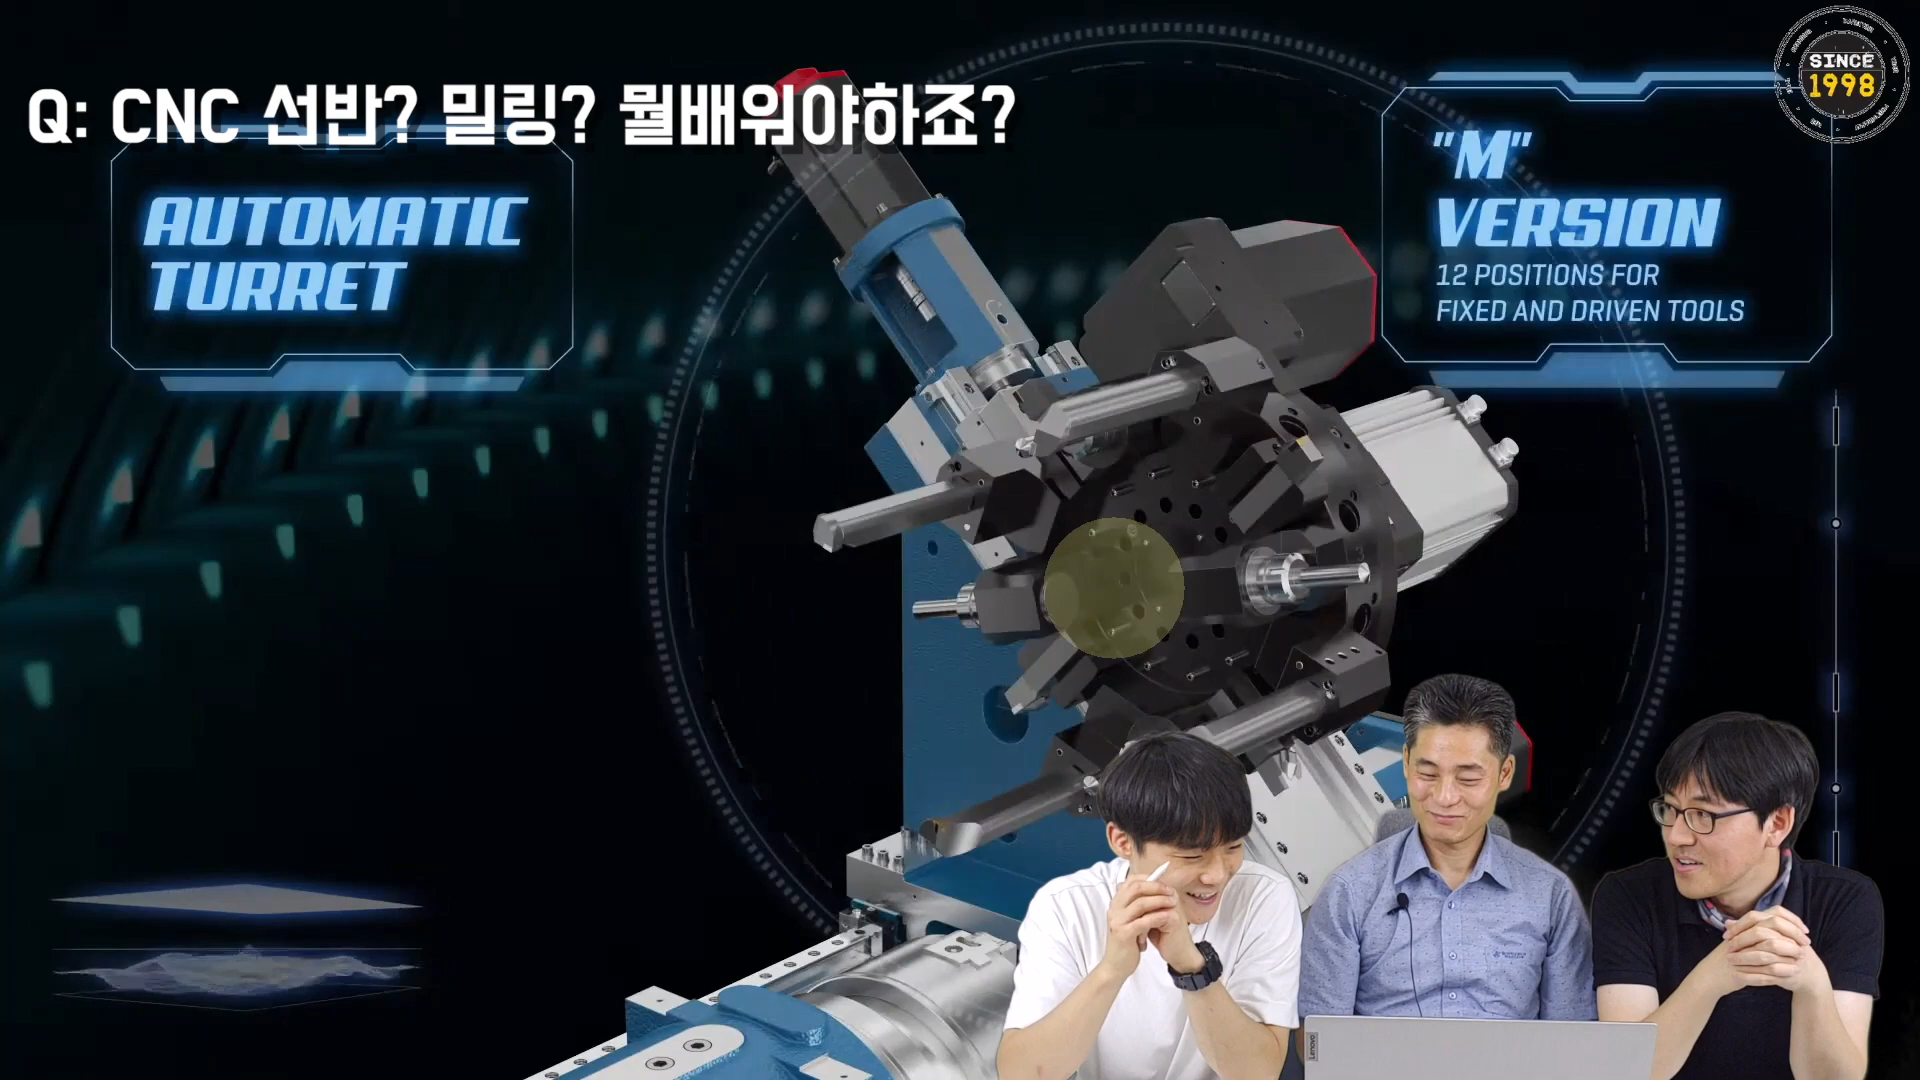 Q: CNC 선반? 밀링? 뭘배워야하죠?
SINCE
1998
AUTOMATIC
TURRET
"M"
VERSION
12 POSITIONS FOR
FIXED AND DRIVEN TOOLS
Lenovo